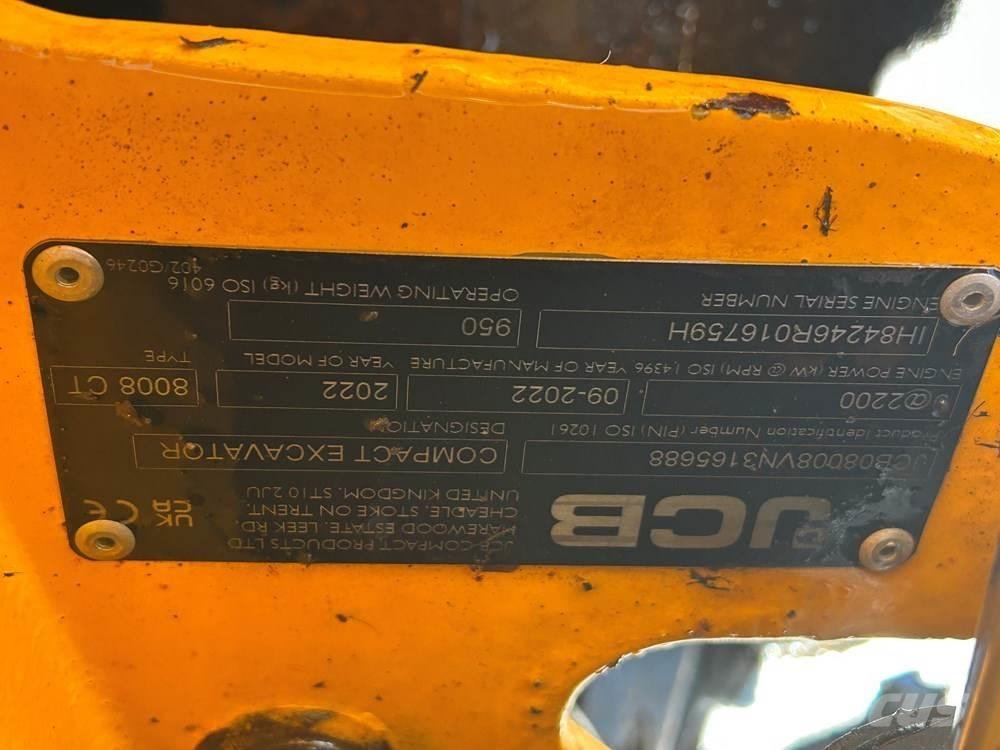 JCB
JCB COMPACT PRODUCTS LTD
HAREWOOD ESTATE, LEEK RD.
CHEADLE, STOKE ON TRENT.
UNITED KINGDOM. ST10 2JU
CE UK CA
JCB08008VN3165688
COMPACT EXCAVATOR
Product Identification Number (PIN) ISO 10261
DESIGNATION
@2200
09-2022
2022
8008 CT
ENGINE POWER (kW @ RPM) ISO 14396
YEAR OF MANUFACTURE
YEAR OF MODEL
TYPE
IH84246R016759H
950
ENGINE SERIAL NUMBER
OPERATING WEIGHT (kg) ISO 6016
402/G0246